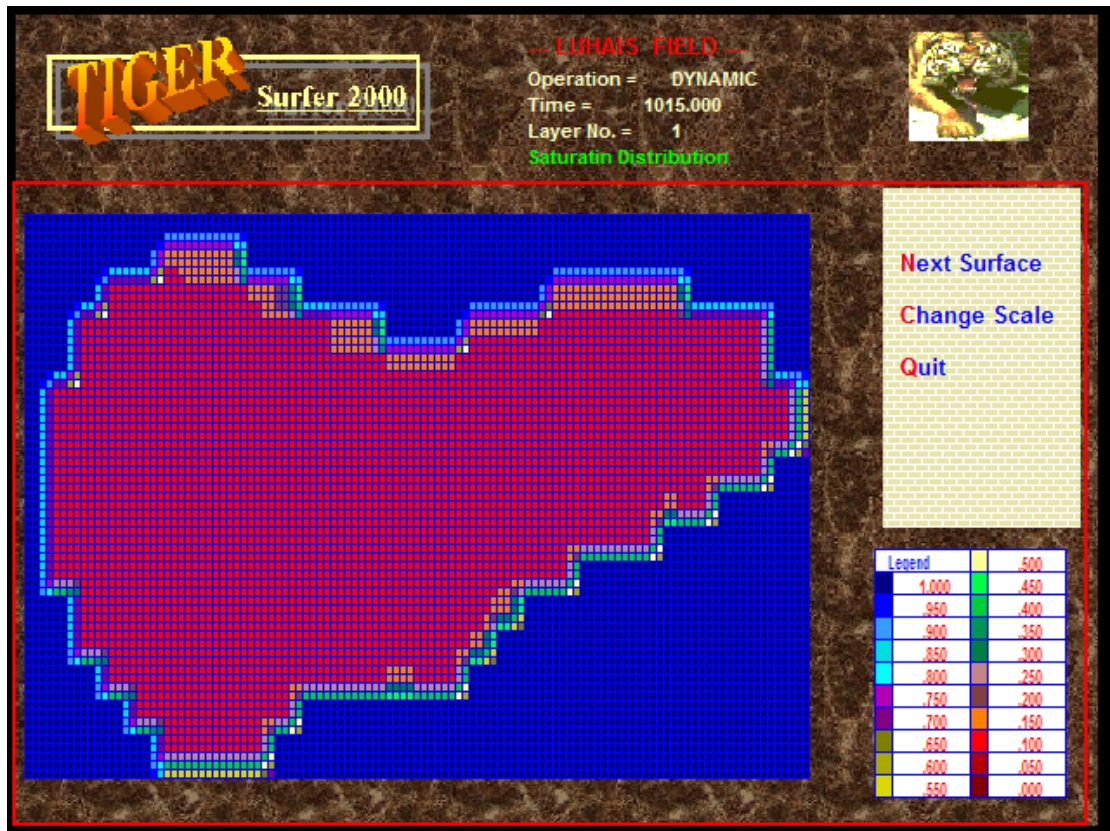 TIGER
Surfer 2000
--- LUHAIS FIELD ---
Operation = DYNAMIC
Time = 1015.000
Layer No. = 1
Saturatin Distribution
Next Surface
Change Scale
Quit
Legend .500
1.000 .450
.950 .400
.900 .350
.850 .300
.800 .250
.750 .200
.700 .150
.650 .100
.600 .050
.550 .000